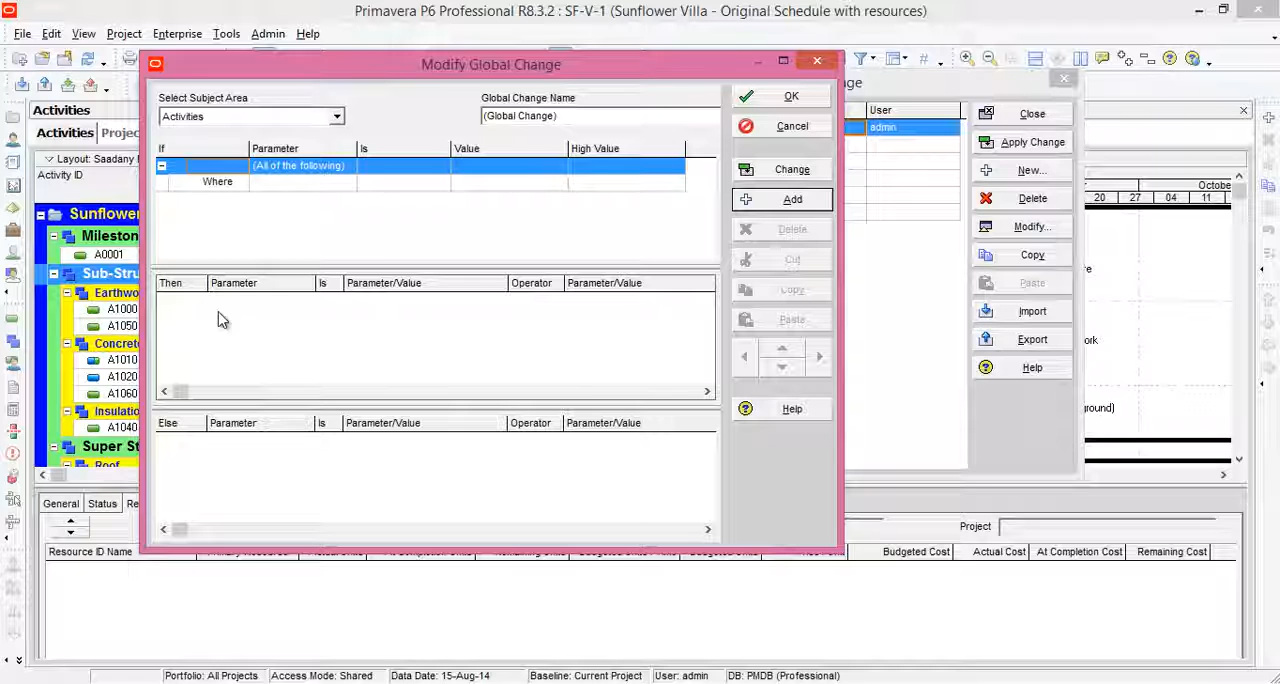 Primavera P6 Professional R8.3.2 : SF-V-1 (Sunflower Villa - Original Schedule with resources)
File Edit View Project Enterprise Tools Admin Help
Modify Global Change
Select Subject Area
Activities
Global Change Name
(Global Change)
If Parameter Is Value High Value
(All of the following)
Where
Then Parameter Is Parameter/Value Operator Parameter/Value
Else Parameter Is Parameter/Value Operator Parameter/Value
OK
Cancel
Change
Add
Delete
Cut
Copy
Paste
Help
User
admin
Close
Apply Change
New...
Delete
Modify...
Copy
Paste
Import
Export
Help
Activities
Activities Projec
Layout: Saadany
Activity ID
Sunflower
Mileston
A0001
Sub-Stru
Earthwo
A1000
A1050
Concret
A1010
A1020
A1060
Insulatio
A1040
Super St
Roof
Octobe
20 27 04 11
ork
round)
General Status Re
Project
Resource ID Name
Budgeted Cost Actual Cost At Completion Cost Remaining Cost
Portfolio: All Projects Access Mode: Shared Data Date: 15-Aug-14 Baseline: Current Project User: admin DB: PMDB (Professional)